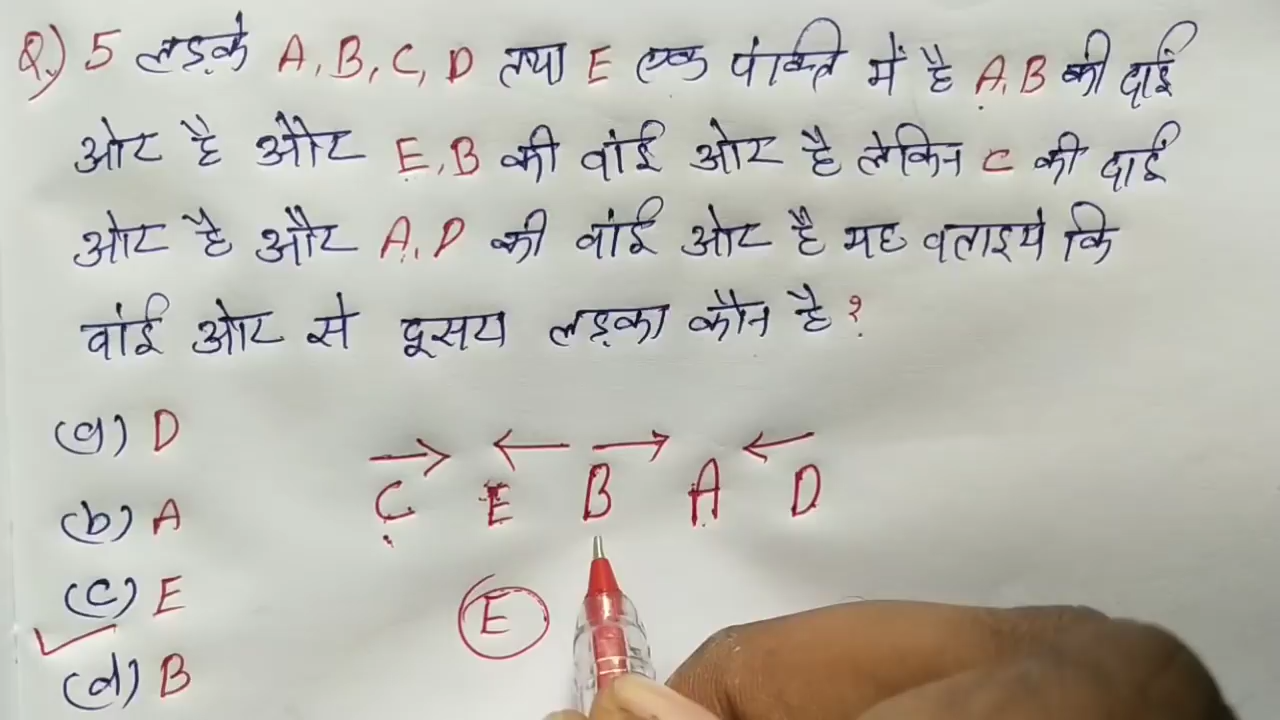 Q.) 5 लड़के A, B, C, D तथा E एक पंक्ति में है A, B की दाईं
ओर है और E, B की बांई ओर है लेकिन C की दाईं
ओर है और A, D की बांई ओर है यह बताइये कि
बांई ओर से दूसरा लड़का कौन है ?
(a) D
(b) A
(c) E
(d) B
C E B A D
E